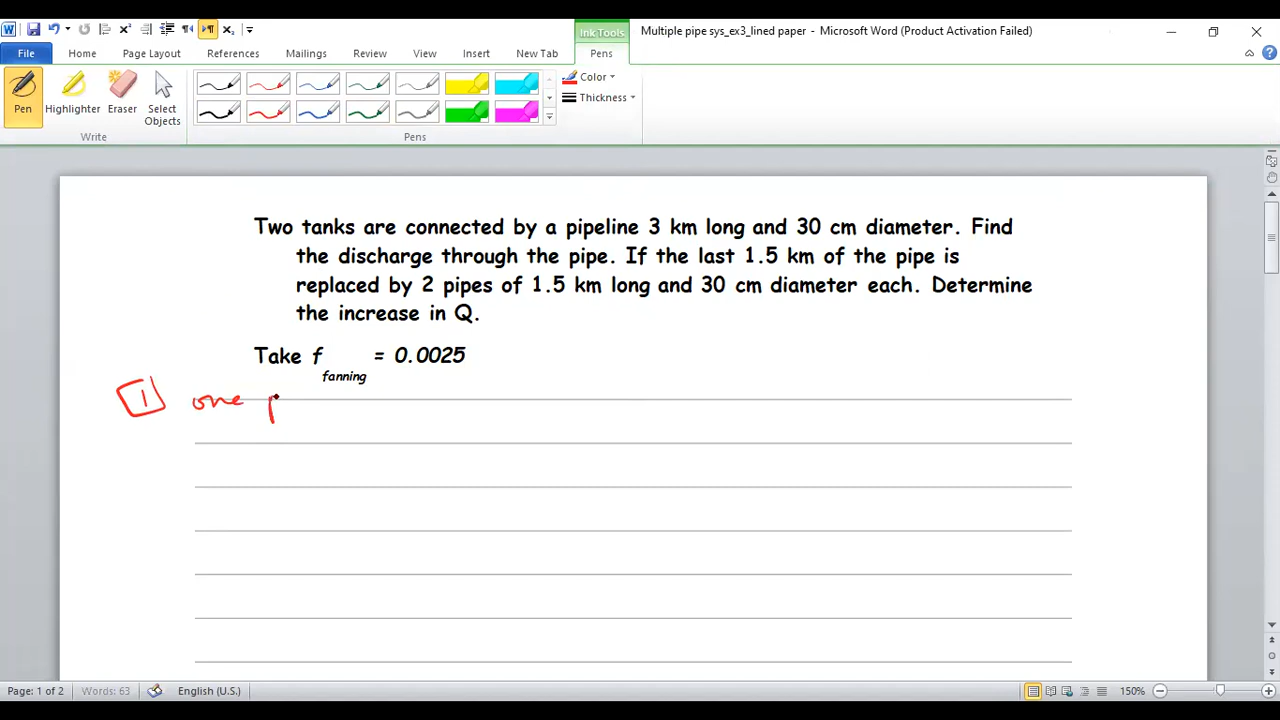 Ink Tools
Multiple pipe sys_ex3_lined paper - Microsoft Word (Product Activation Failed)
File Home Page Layout References Mailings Review View Insert New Tab Pens
Pen Highlighter Eraser Select Objects
Color
Thickness
Write Pens
Two tanks are connected by a pipeline 3 km long and 30 cm diameter. Find
the discharge through the pipe. If the last 1.5 km of the pipe is
replaced by 2 pipes of 1.5 km long and 30 cm diameter each. Determine
the increase in Q.
Take f fanning = 0.0025
1 one p
Page: 1 of 2 Words: 63 English (U.S.) 150%